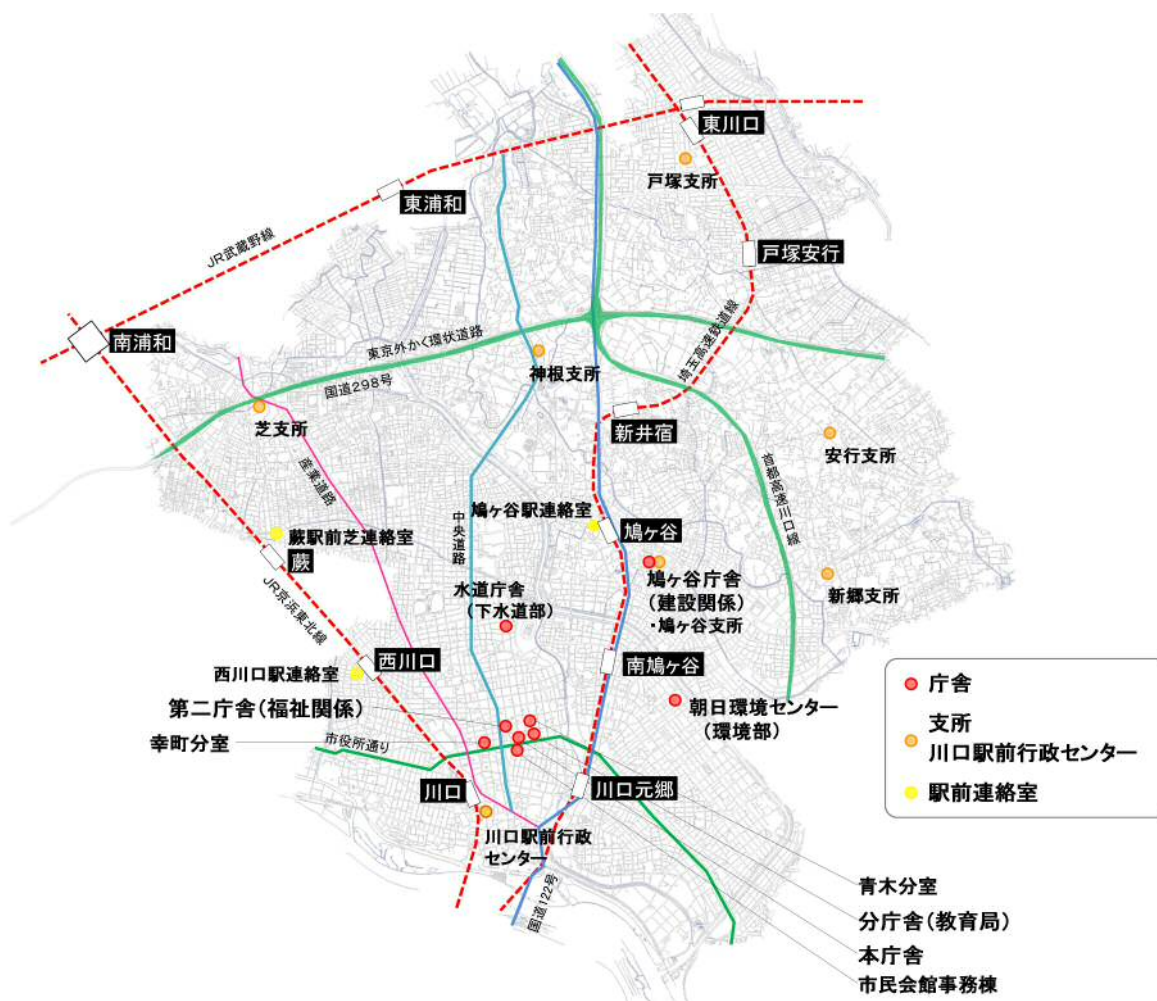 東川口
戸塚支所
東浦和
JR武蔵野線
戸塚安行
南浦和
東京外かく環状道路
国道298号
神根支所
埼玉高速鉄道線
芝支所
新井宿
安行支所
産業道路
首都高速川口線
中央道路
鳩ヶ谷駅連絡室
鳩ヶ谷
蕨駅前芝連絡室
蕨
水道庁舎
(下水道部)
鳩ヶ谷庁舎
(建設関係)
・鳩ヶ谷支所
新郷支所
JR京浜東北線
西川口
西川口駅連絡室
南鳩ヶ谷
第二庁舎(福祉関係)
朝日環境センター
(環境部)
幸町分室
市役所通り
川口
川口元郷
川口駅前行政
センター
国道122号
庁舎
支所
川口駅前行政センター
駅前連絡室
青木分室
分庁舎(教育局)
本庁舎
市民会館事務棟